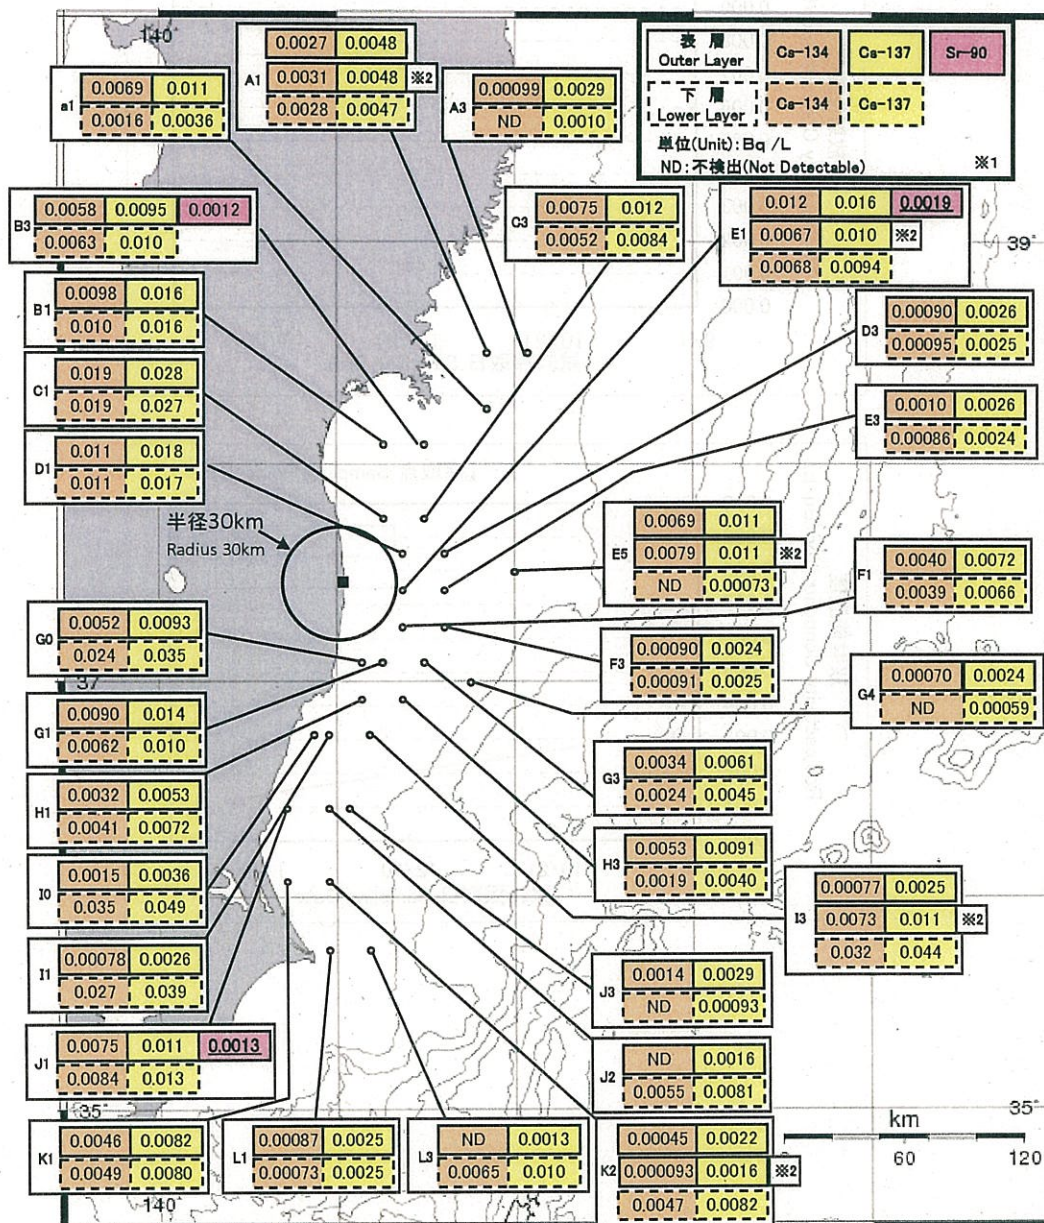 140°
表層
Outer Layer
Cs-134 Cs-137 Sr-90
下層
Lower Layer
Cs-134 Cs-137
単位(Unit): Bq /L
ND: 不検出(Not Detectable) ※1
a1
0.0069 0.011
0.0016 0.0036
A1
0.0027 0.0048
0.0031 0.0048 ※2
0.0028 0.0047
A3
0.00099 0.0029
ND 0.0010
B3
0.0058 0.0095 0.0012
0.0063 0.010
C3
0.0075 0.012
0.0052 0.0084
E1
0.012 0.016 0.0019
0.0067 0.010 ※2
0.0068 0.0094
39°
B1
0.0098 0.016
0.010 0.016
D3
0.00090 0.0026
0.00095 0.0025
C1
0.019 0.028
0.019 0.027
E3
0.0010 0.0026
0.00086 0.0024
D1
0.011 0.018
0.011 0.017
半径30km
Radius 30km
E5
0.0069 0.011
0.0079 0.011 ※2
ND 0.00073
F1
0.0040 0.0072
0.0039 0.0066
G0
0.0052 0.0093
0.024 0.035
F3
0.00090 0.0024
0.00091 0.0025
G4
0.00070 0.0024
ND 0.00059
37
G1
0.0090 0.014
0.0062 0.010
G3
0.0034 0.0061
0.0024 0.0045
H1
0.0032 0.0053
0.0041 0.0072
H3
0.0053 0.0091
0.0019 0.0040
I0
0.0015 0.0036
0.035 0.049
I3
0.00077 0.0025
0.0073 0.011 ※2
0.032 0.044
I1
0.00078 0.0026
0.027 0.039
J3
0.0014 0.0029
ND 0.00093
J1
0.0075 0.011 0.0013
0.0084 0.013
J2
ND 0.0016
0.0055 0.0081
35°
35°
K1
0.0046 0.0082
0.0049 0.0080
L1
0.00087 0.0025
0.00073 0.0025
L3
ND 0.0013
0.0065 0.010
K2
0.00045 0.0022
0.000093 0.0016 ※2
0.0047 0.0082
km
0 60 120
140°